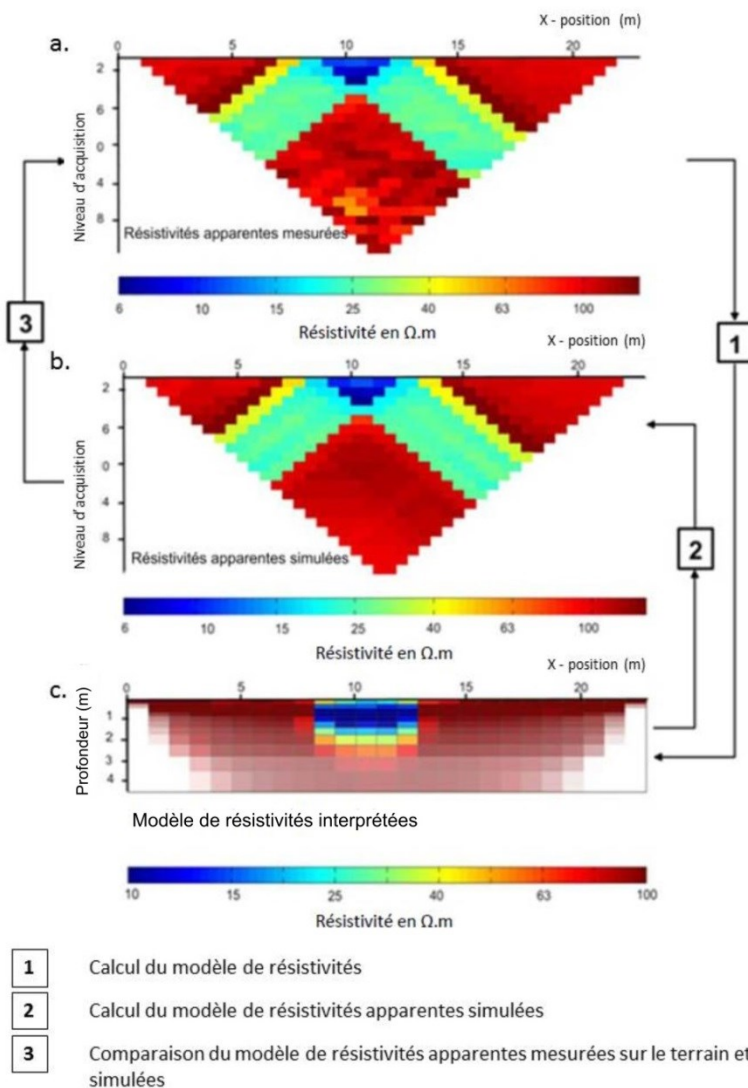 X - position (m)
a.
0 5 10 15 20
2
6
0
4
8
Niveau d'acquisition
Résistivités apparentes mesurées
6 10 15 25 40 63 100
Résistivité en Ω.m
3
1
X - position (m)
b.
0 5 10 15 20
2
6
0
4
8
Niveau d'acquisition
Résistivités apparentes simulées
2
6 10 15 25 40 63 100
Résistivité en Ω.m
X - position (m)
c.
0 5 10 15 20
1
2
3
4
Profondeur (m)
Modèle de résistivités interprétées
10 15 25 40 63 100
Résistivité en Ω.m
1 Calcul du modèle de résistivités
2 Calcul du modèle de résistivités apparentes simulées
3 Comparaison du modèle de résistivités apparentes mesurées sur le terrain et
simulées